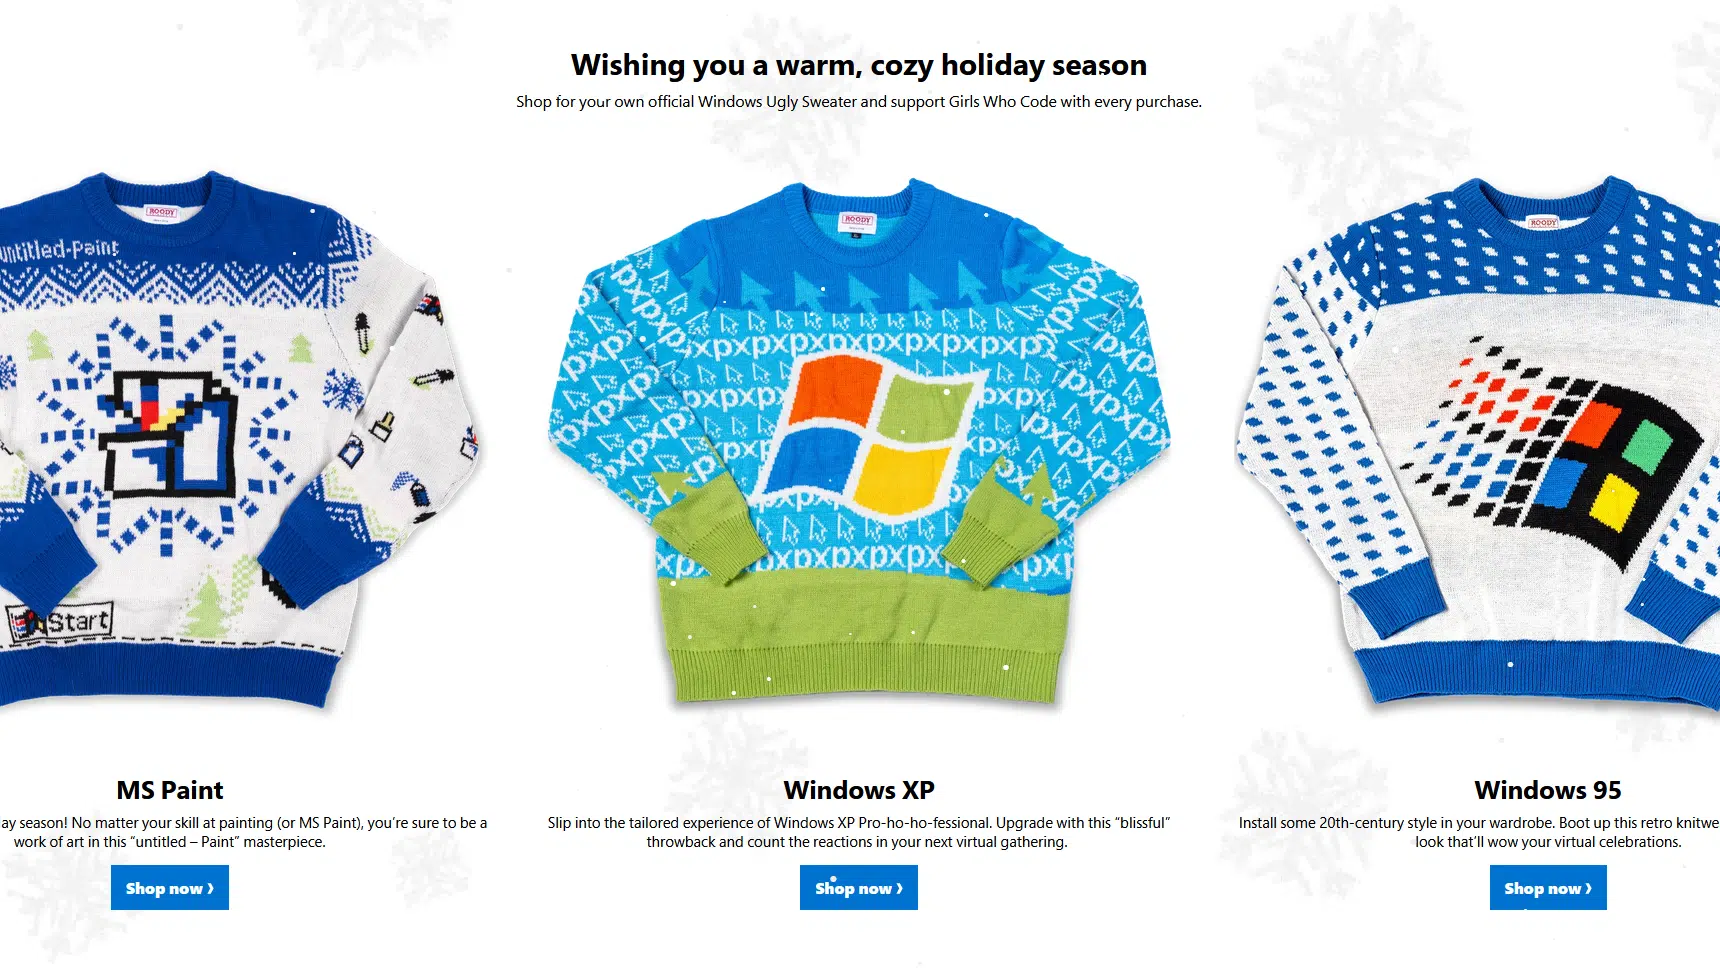 Wishing you a warm, cozy holiday season
Shop for your own official Windows Ugly Sweater and support Girls Who Code with every purchase.
ROODY
ROODY
ROODY
untitled-paint
pxpxpxpxpxpx
Start
MS Paint
ay season! No matter your skill at painting (or MS Paint), you're sure to be a
work of art in this “untitled – Paint” masterpiece.
Shop now ›
Windows XP
Slip into the tailored experience of Windows XP Pro-ho-ho-fessional. Upgrade with this “blissful”
throwback and count the reactions in your next virtual gathering.
Shop now ›
Windows 95
Install some 20th-century style in your wardrobe. Boot up this retro knitwe
look that'll wow your virtual celebrations.
Shop now ›